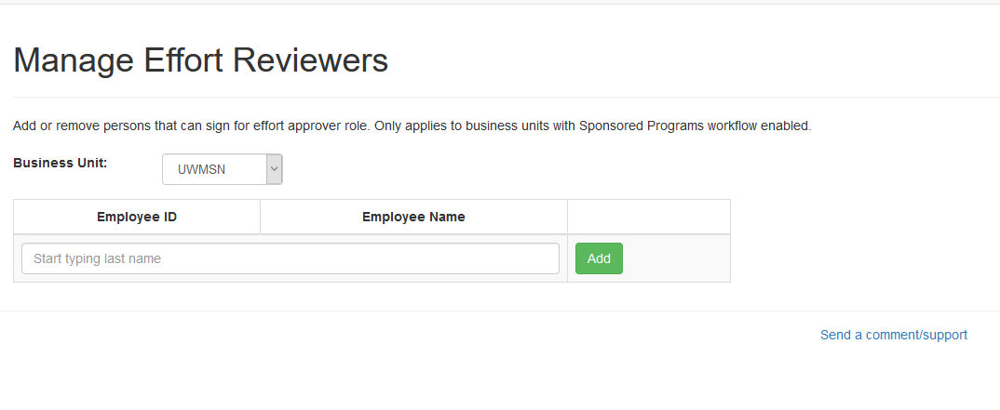 Manage Effort Reviewers
Add or remove persons that can sign for effort approver role. Only applies to business units with Sponsored Programs workflow enabled.
Business Unit: UWMSN
Employee ID Employee Name
Start typing last name Add
Send a comment/support